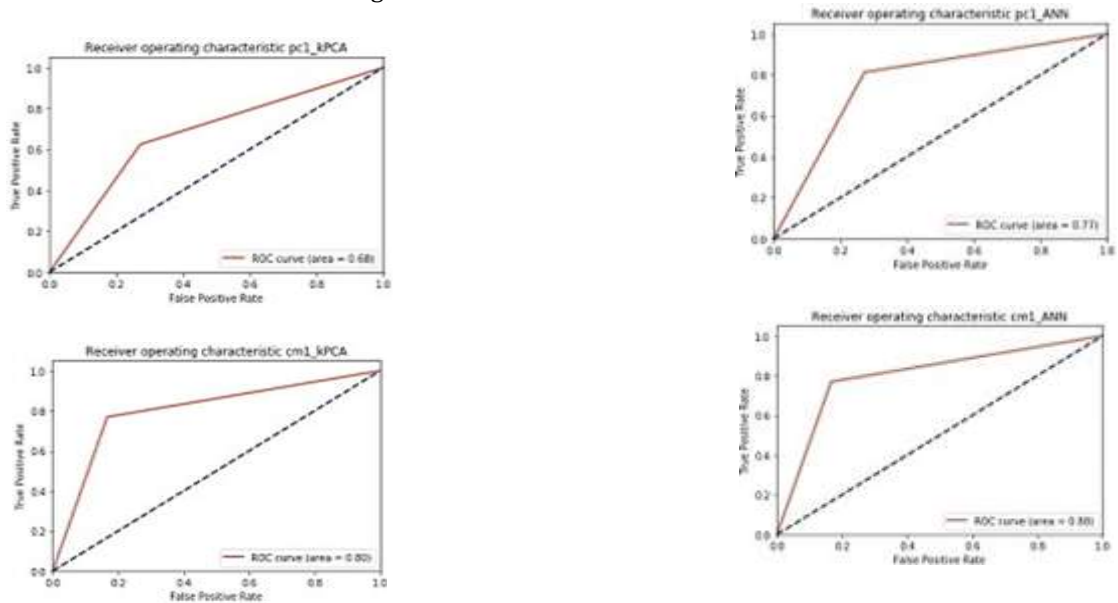 Receiver operating characteristic pc1_kPCA
1.0
0.8
0.6
0.4
0.2
0.0
True Positive Rate
ROC curve (area = 0.68)
0.0 0.2 0.4 0.6 0.8 1.0
False Positive Rate
Receiver operating characteristic pc1_ANN
1.0
0.8
0.6
0.4
0.2
0.0
True Positive Rate
ROC curve (area = 0.77)
0.0 0.2 0.4 0.6 0.8 1.0
False Positive Rate
Receiver operating characteristic cm1_kPCA
1.0
0.8
0.6
0.4
0.2
0.0
True Positive Rate
ROC curve (area = 0.80)
0.0 0.2 0.4 0.6 0.8 1.0
False Positive Rate
Receiver operating characteristic cm1_ANN
1.0
0.8
0.6
0.4
0.2
0.0
True Positive Rate
ROC curve (area = 0.80)
0.0 0.2 0.4 0.6 0.8 1.0
False Positive Rate